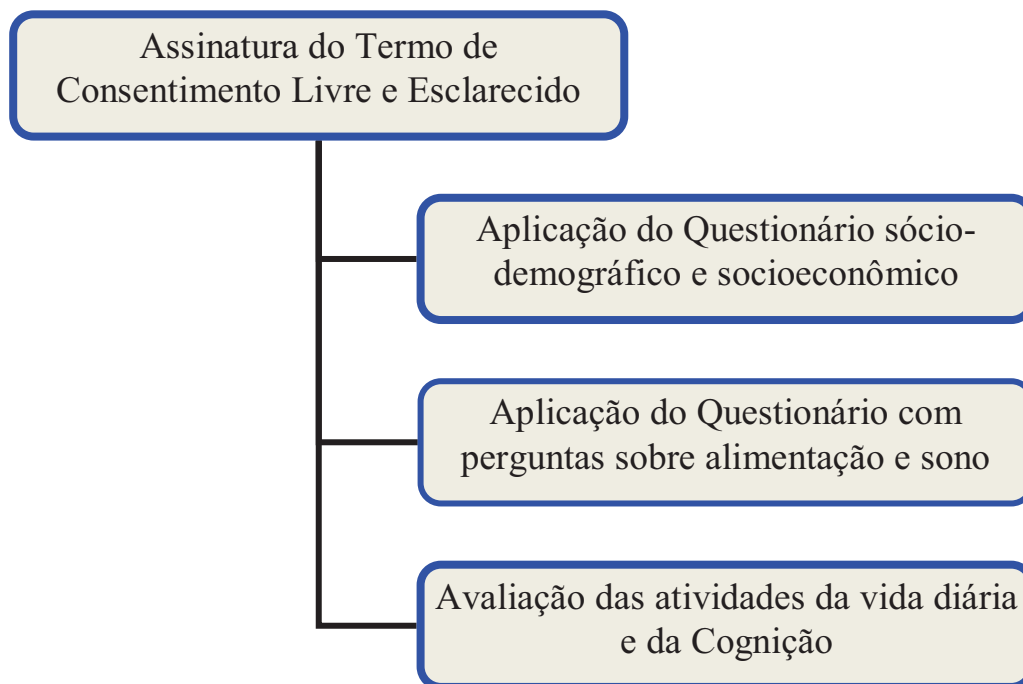 Assinatura do Termo de
Consentimento Livre e Esclarecido
Aplicação do Questionário sócio-
demográfico e socioeconômico
Aplicação do Questionário com
perguntas sobre alimentação e sono
Avaliação das atividades da vida diária
e da Cognição